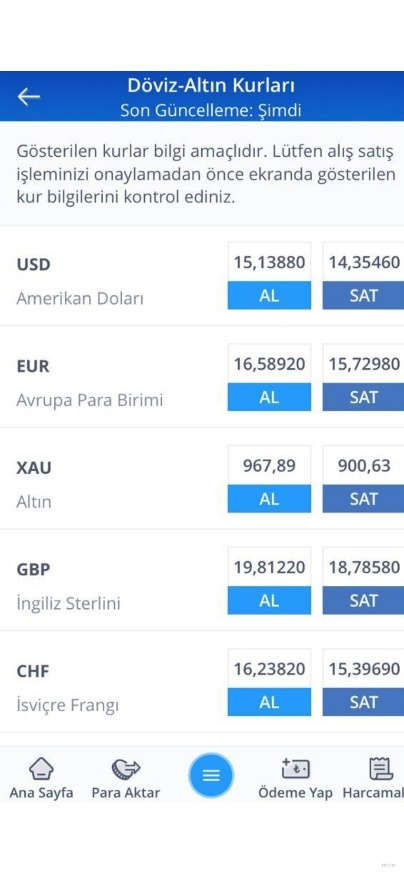 Döviz-Altın Kurları
Son Güncelleme: Şimdi
Gösterilen kurlar bilgi amaçlıdır. Lütfen alış satış
işleminizi onaylamadan önce ekranda gösterilen
kur bilgilerini kontrol ediniz.
USD 15,13880 14,35460
Amerikan Doları AL SAT
EUR 16,58920 15,72980
Avrupa Para Birimi AL SAT
XAU 967,89 900,63
Altın AL SAT
GBP 19,81220 18,78580
İngiliz Sterlini AL SAT
CHF 16,23820 15,39690
İsviçre Frangı AL SAT
Ana Sayfa Para Aktar Ödeme Yap Harcamal